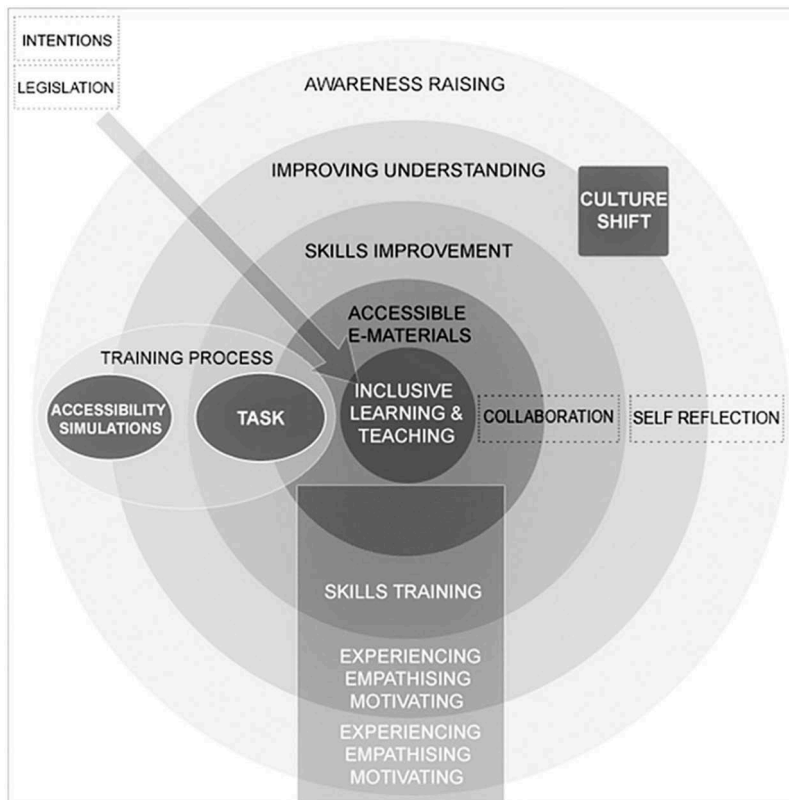 INTENTIONS
LEGISLATION
AWARENESS RAISING
IMPROVING UNDERSTANDING
CULTURE
SHIFT
SKILLS IMPROVEMENT
ACCESSIBLE
E-MATERIALS
TRAINING PROCESS
ACCESSIBILITY
SIMULATIONS
TASK
INCLUSIVE
LEARNING &
TEACHING
COLLABORATION
SELF REFLECTION
SKILLS TRAINING
EXPERIENCING
EMPATHISING
MOTIVATING
EXPERIENCING
EMPATHISING
MOTIVATING